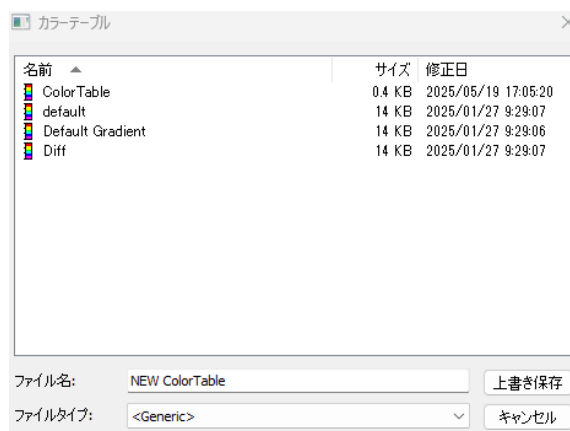 カラーテーブル
名前 サイズ 修正日
ColorTable 0.4 KB 2025/05/19 17:05:20
default 14 KB 2025/01/27 9:29:07
Default Gradient 14 KB 2025/01/27 9:29:06
Diff 14 KB 2025/01/27 9:29:07
ファイル名: NEW ColorTable 上書き保存
ファイルタイプ: <Generic> キャンセル